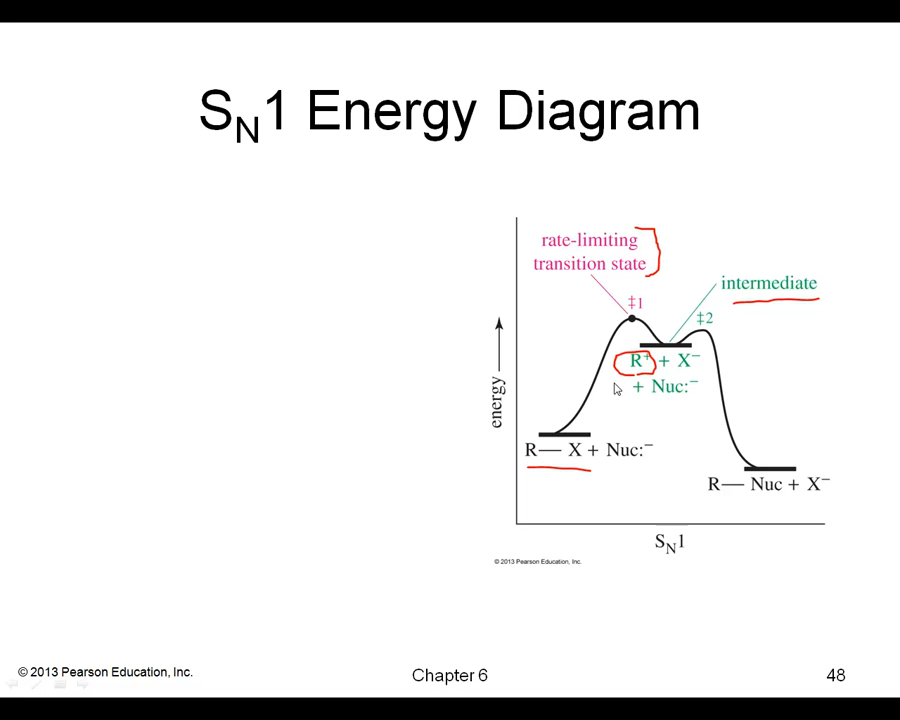 S_N1 Energy Diagram
rate-limiting
transition state
intermediate
‡1
‡2
R⁺ + X⁻
+ Nuc:⁻
energy
R— X + Nuc:⁻
R— Nuc + X⁻
S_N1
© 2013 Pearson Education, Inc.
© 2013 Pearson Education, Inc.
Chapter 6
48